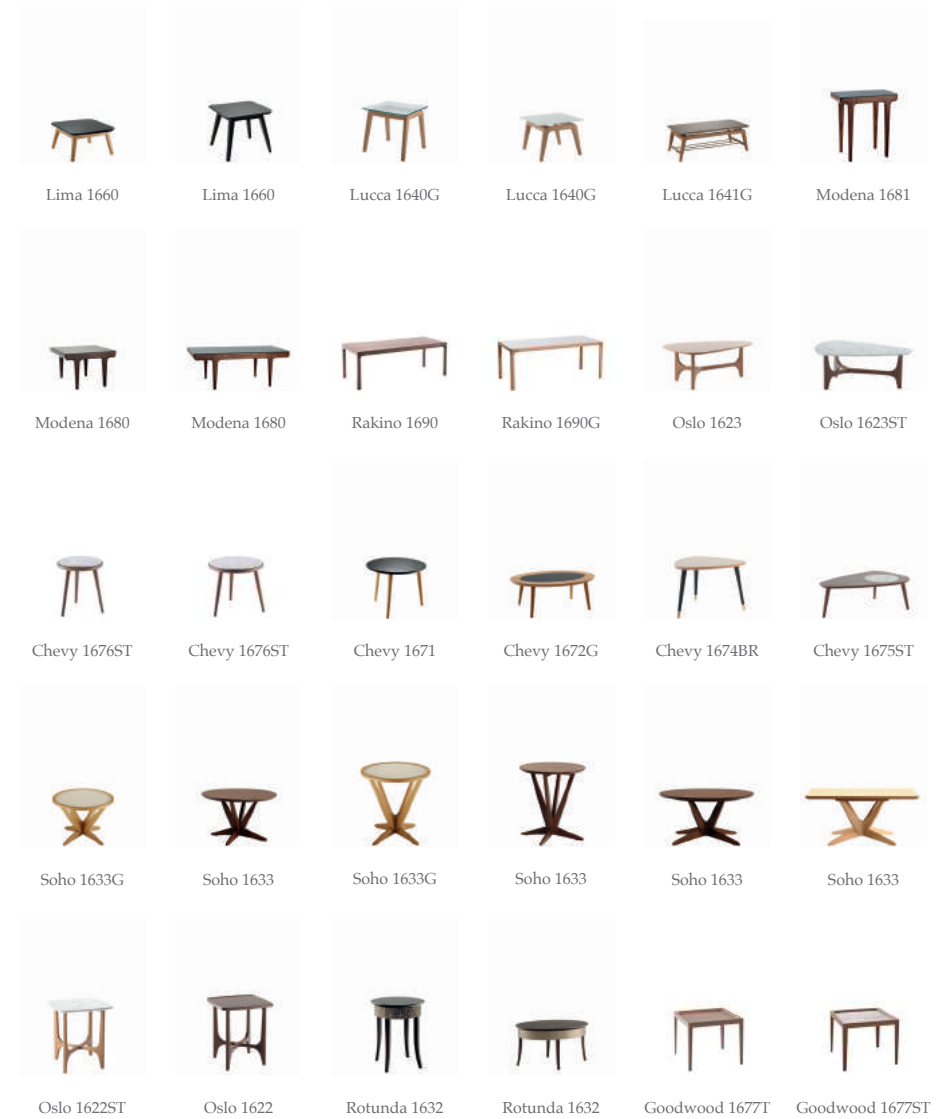 Lima 1660 Lima 1660 Lucca 1640G Lucca 1640G Lucca 1641G Modena 1681
Modena 1680 Modena 1680 Rakino 1690 Rakino 1690G Oslo 1623 Oslo 1623ST
Chevy 1676ST Chevy 1676ST Chevy 1671 Chevy 1672G Chevy 1674BR Chevy 1675ST
Soho 1633G Soho 1633 Soho 1633G Soho 1633 Soho 1633 Soho 1633
Oslo 1622ST Oslo 1622 Rotunda 1632 Rotunda 1632 Goodwood 1677T Goodwood 1677ST